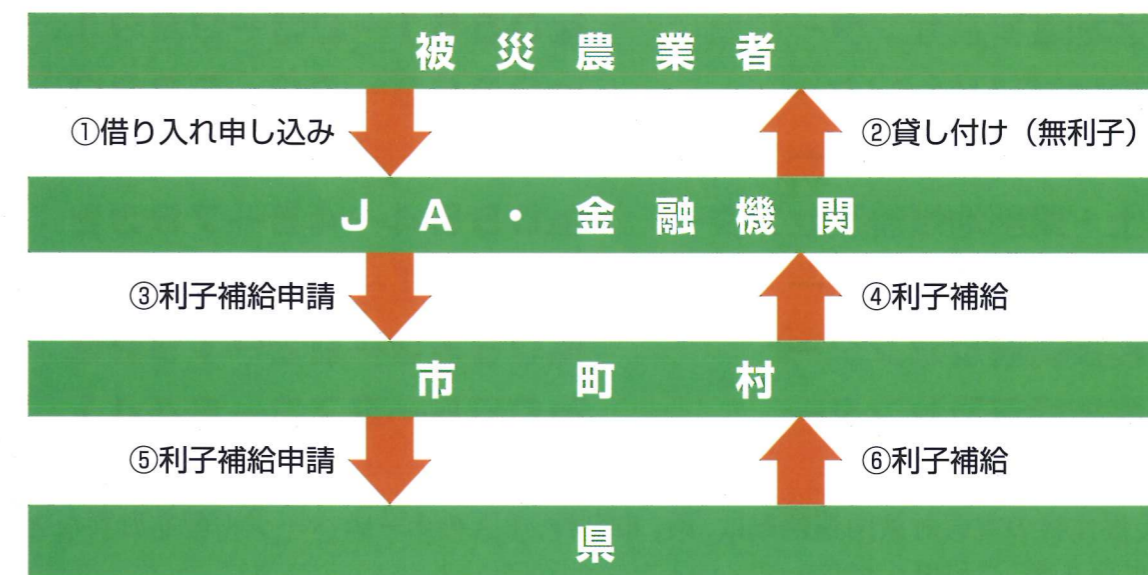 被災農業者
①借り入れ申し込み
②貸し付け（無利子）
JA・金融機関
③利子補給申請
④利子補給
市町村
⑤利子補給申請
⑥利子補給
県